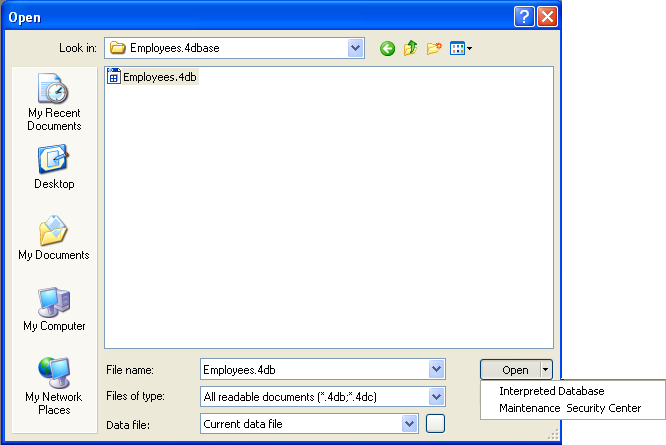 Open
Look in: Employees.4dbase
Employees.4db
My Recent
Documents
Desktop
My Documents
My Computer
My Network
Places
File name: Employees.4db
Open
Files of type: All readable documents (*.4db;*.4dc)
Data file: Current data file
Interpreted Database
Maintenance Security Center